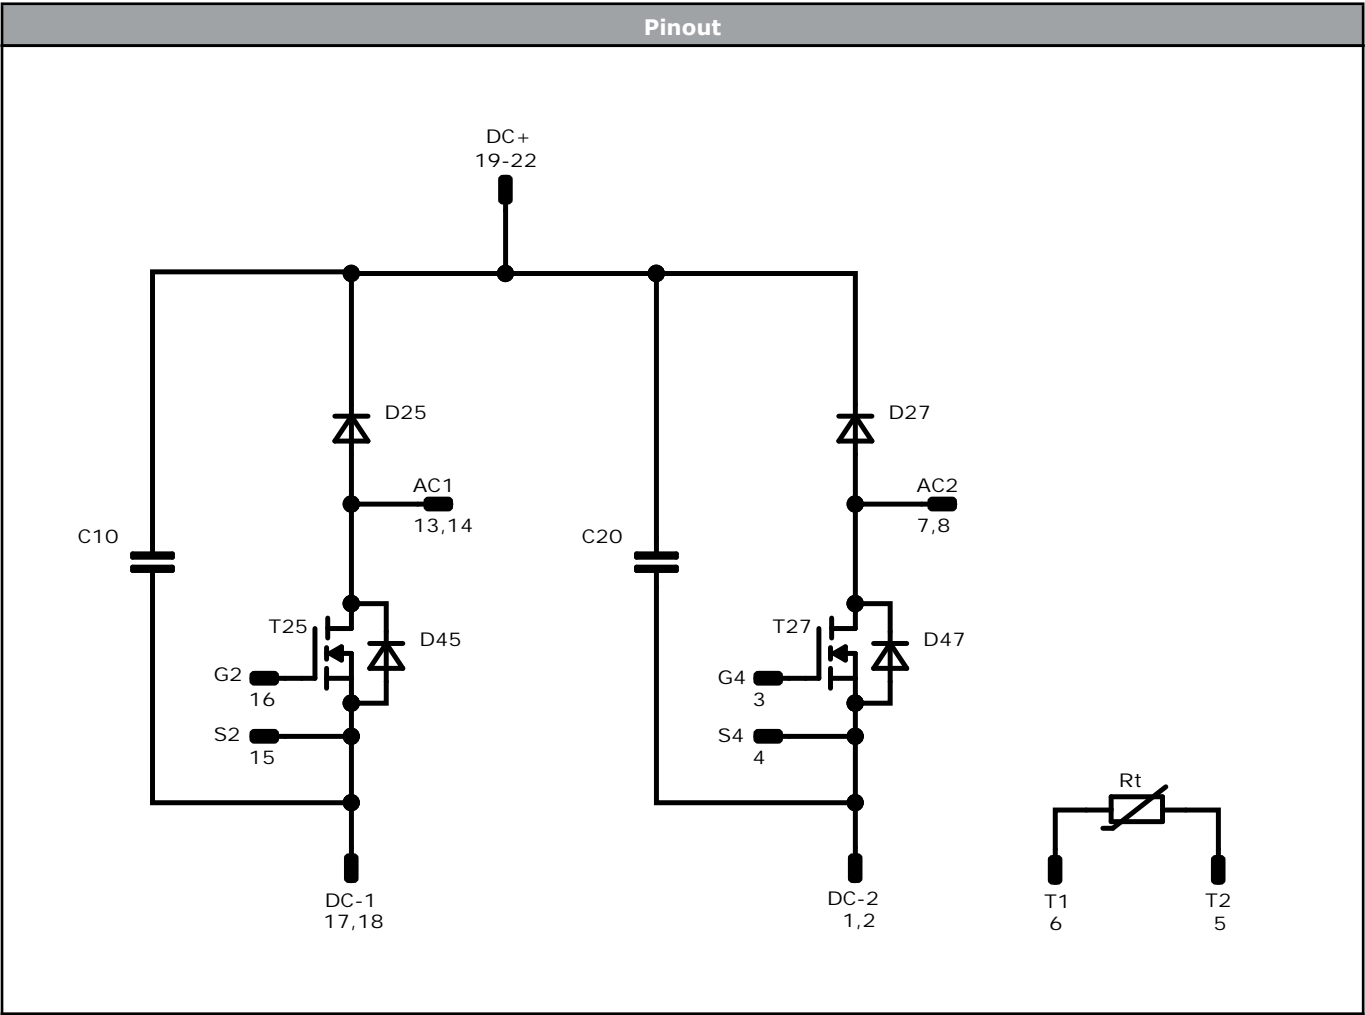 Pinout
DC+
19-22
D25
D27
AC1
13,14
AC2
7,8
C10
C20
T25
D45
T27
D47
G2
16
G4
3
S2
15
S4
4
Rt
DC-1
17,18
DC-2
1,2
T1
6
T2
5